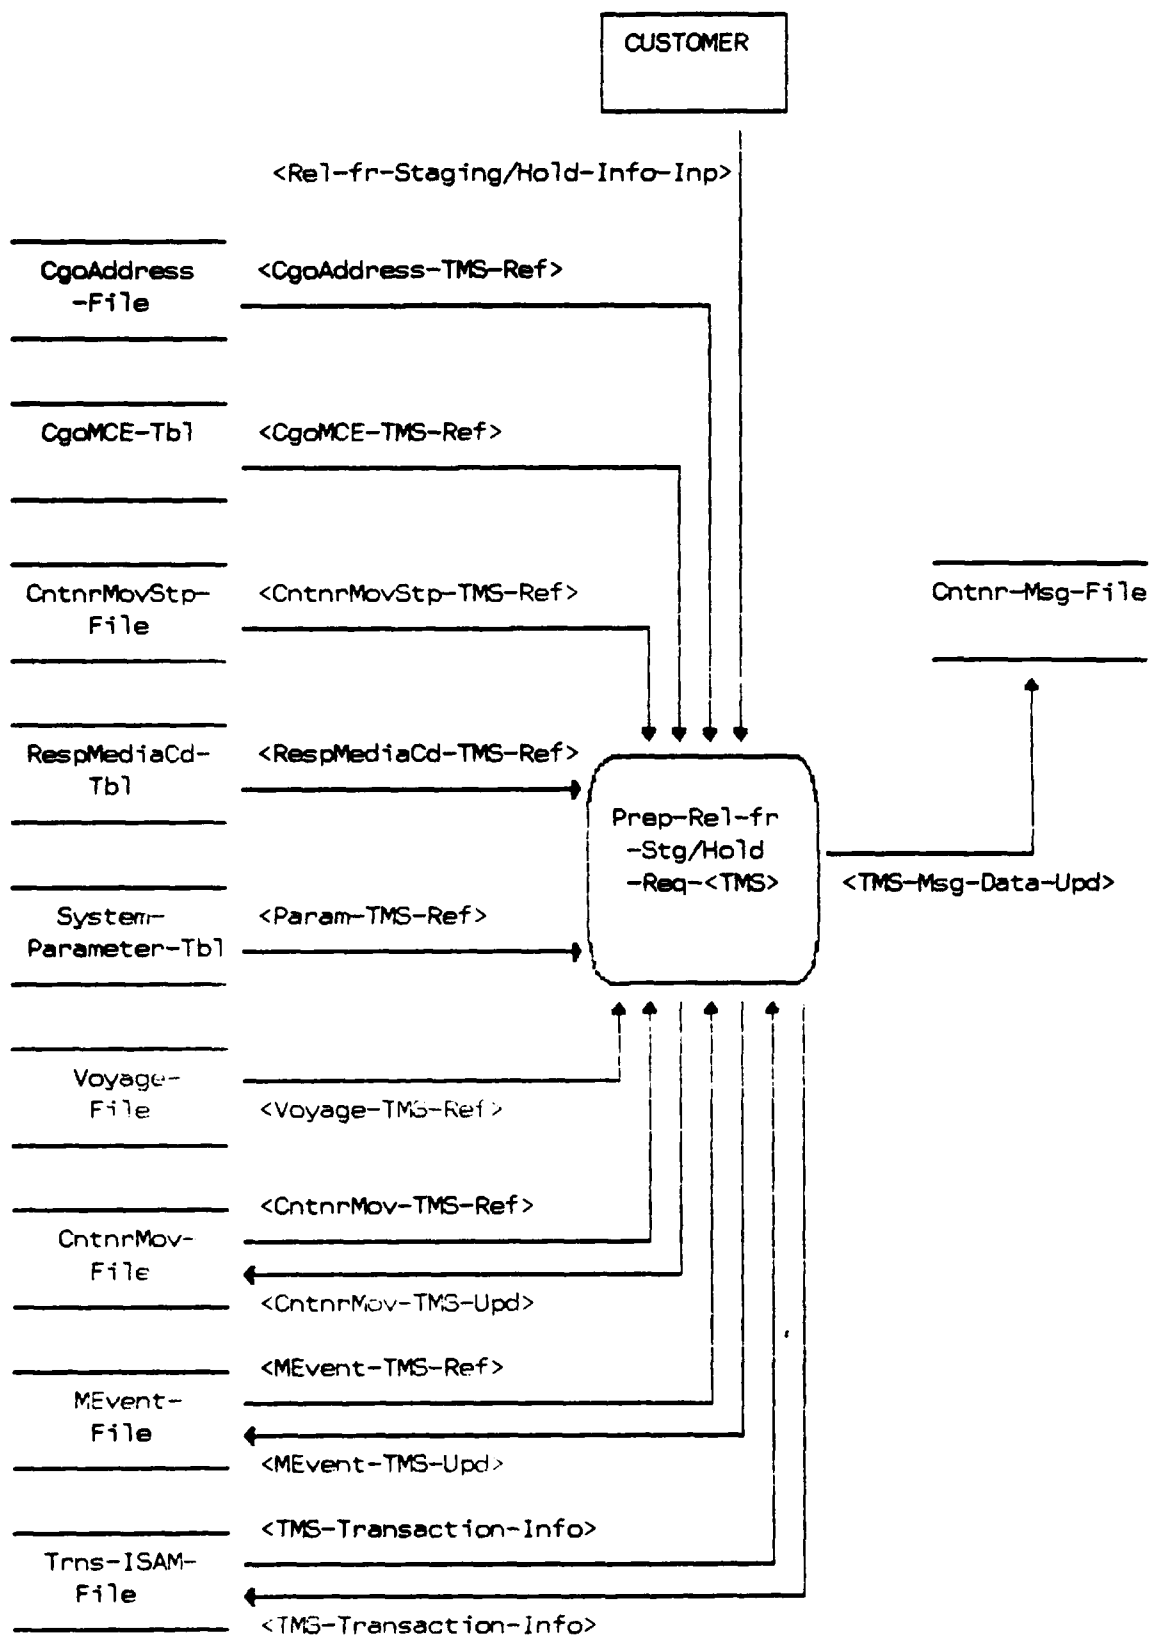 CUSTOMER
<Rel-fr-Staging/Hold-Info-Inp>
CgoAddress
-File
<CgoAddress-TMS-Ref>
CgoMCE-Tbl
<CgoMCE-TMS-Ref>
CntnrMovStp-
File
<CntnrMovStp-TMS-Ref>
Cntnr-Msg-File
RespMediaCd-
Tbl
<RespMediaCd-TMS-Ref>
Prep-Rel-fr
-Stg/Hold
-Req-<TMS>
<TMS-Msg-Data-Upd>
System-
Parameter-Tbl
<Param-TMS-Ref>
Voyage-
File
<Voyage-TMS-Ref>
<CntnrMov-TMS-Ref>
CntnrMov-
File
<CntnrMov-TMS-Upd>
<MEvent-TMS-Ref>
MEvent-
File
<MEvent-TMS-Upd>
<TMS-Transaction-Info>
Trns-ISAM-
File
<TMS-Transaction-Info>